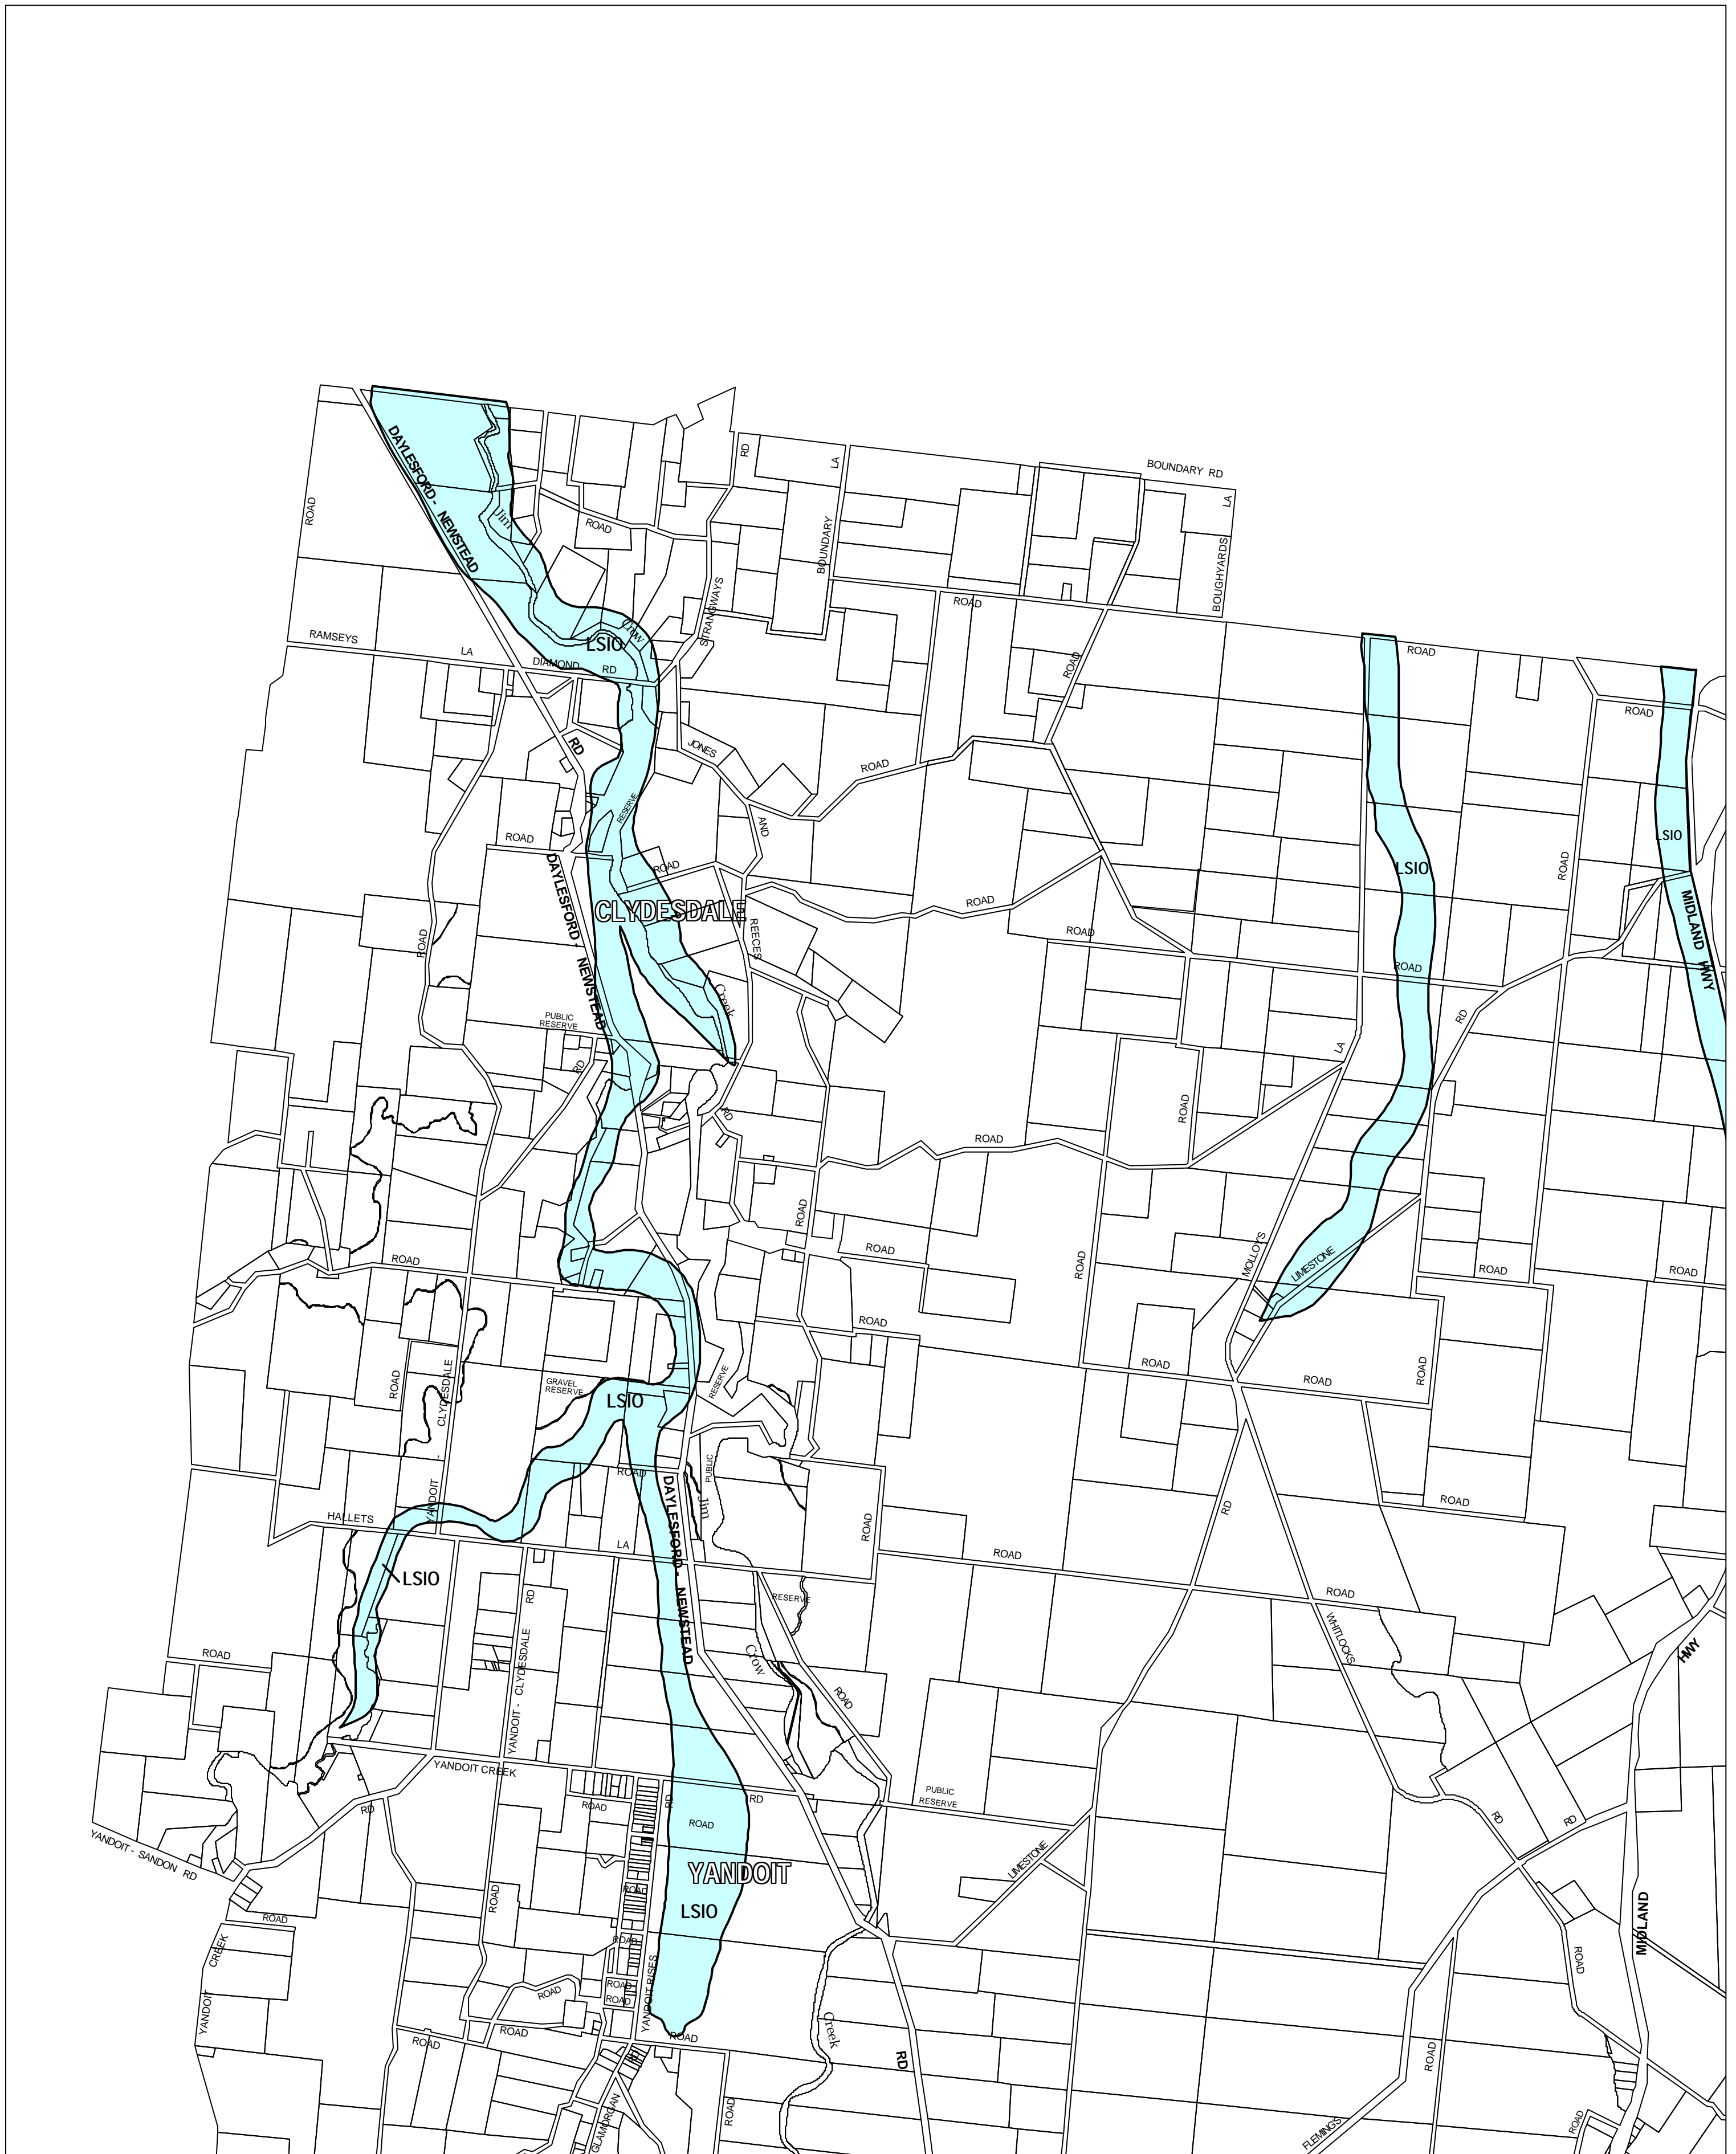 BOUNDARY RD
DAYLESFORD - NEWSTEAD
RD
LA
LA
ROAD
Jim
ROAD
BOUNDARY
BOUGHYARDS
STRANGWAYS
ROAD
Crow
RAMSEYS
LA
LSIO
DIAMOND RD
ROAD
ROAD
ROAD
RD
JONES
ROAD
RESERVE
AND
LSIO
ROAD
DAYLESFORD - NEWSTEAD
ROAD
LSIO
ROAD
CLYDESDALE
REECES
ROAD
ROAD
ROAD
ROAD
MIDLAND HWY
Creek
PUBLIC
RESERVE
RD
RD
LA
RD
ROAD
ROAD
ROAD
ROAD
ROAD
ROAD
MOLLOYS
LIMESTONE
ROAD
ROAD
ROAD
ROAD
ROAD
CLYDESDALE
GRAVEL
RESERVE
RESERVE
LSIO
ROAD
ROAD
ROAD
ROAD
PUBLIC
YANDOIT -
Jim
HALLETS
LA
ROAD
RD
ROAD
ROAD
DAYLESFORD - NEWSTEAD
LSIO
RESERVE
ROAD
RD
YANDOIT - CLYDESDALE
WHITLOCKS
ROAD
Crow
ROAD
HWY
YANDOIT CREEK
RD
RD
ROAD
RD
ROAD
PUBLIC
RESERVE
RD
RD
YANDOIT - SANDON RD
YANDOIT
LIMESTONE
LSIO
ROAD
ROAD
ROAD
CREEK
ROAD
MIDLAND
YANDOIT
ROAD
ROAD
ROAD
YANDOIT RISES
ROAD
ROAD
ROAD
ROAD
Creek
RD
ROAD
RD
ROAD
GLAMORGAN
FLEMINGS
ROAD